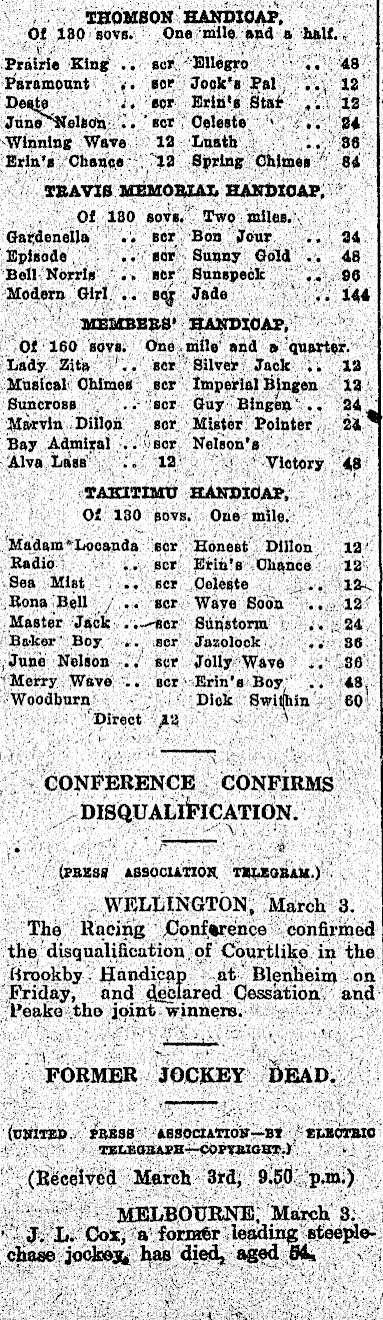 THOMSON HANDICAP,
Of 130 sovs. One mile and a half.
Prairie King .. scr Ellegro .. 48
Paramount .. scr Jock's Pal .. 12
Deste .. scr Erin's Star .. 12
June Nelson .. scr Celeste .. 24
Winning Wave 12 Luath .. 36
Erin's Chance 12 Spring Chimes 84
TRAVIS MEMORIAL HANDICAP,
Of 130 sovs. Two miles.
Gardenella .. scr Bon Jour .. 24
Episode .. scr Sunny Gold .. 48
Bell Norris .. scr Sunspeck .. 96
Modern Girl .. scr Jade .. 144
MEMBERS' HANDICAP,
Of 160 sovs. One mile and a quarter.
Lady Zita .. scr Silver Jack .. 12
Musical Chimes scr Imperial Bingen 12
Suncross .. scr Guy Bingen .. 24
Marvin Dillon scr Mister Pointer 24
Bay Admiral .. scr Nelson's
Alva Lass .. 12 Victory 48
TAKITIMU HANDICAP,
Of 130 sovs. One mile.
Madam Locanda scr Honest Dillon 12
Radio .. scr Erin's Chance 12
Sea Mist .. scr Celeste .. 12
Rona Bell .. scr Wave Soon .. 12
Master Jack .. scr Sunstorm .. 24
Baker Boy .. scr Jazolock .. 36
June Nelson .. scr Jolly Wave .. 36
Merry Wave .. scr Erin's Boy .. 48
Woodburn Dick Swithin 60
Direct 12
CONFERENCE CONFIRMS
DISQUALIFICATION.
(PRESS ASSOCIATION TELEGRAM.)
WELLINGTON, March 3.
The Racing Conference confirmed
the disqualification of Courtlike in the
Brookby Handicap at Blenheim on
Friday, and declared Cessation and
Peake the joint winners.
FORMER JOCKEY DEAD.
(UNITED PRESS ASSOCIATION—BY ELECTRIC
TELEGRAPH—COPYRIGHT.)
(Received March 3rd, 9.50 p.m.)
MELBOURNE, March 3.
J. L. Cox, a former leading steeple-
chase jockey, has died, aged 54.